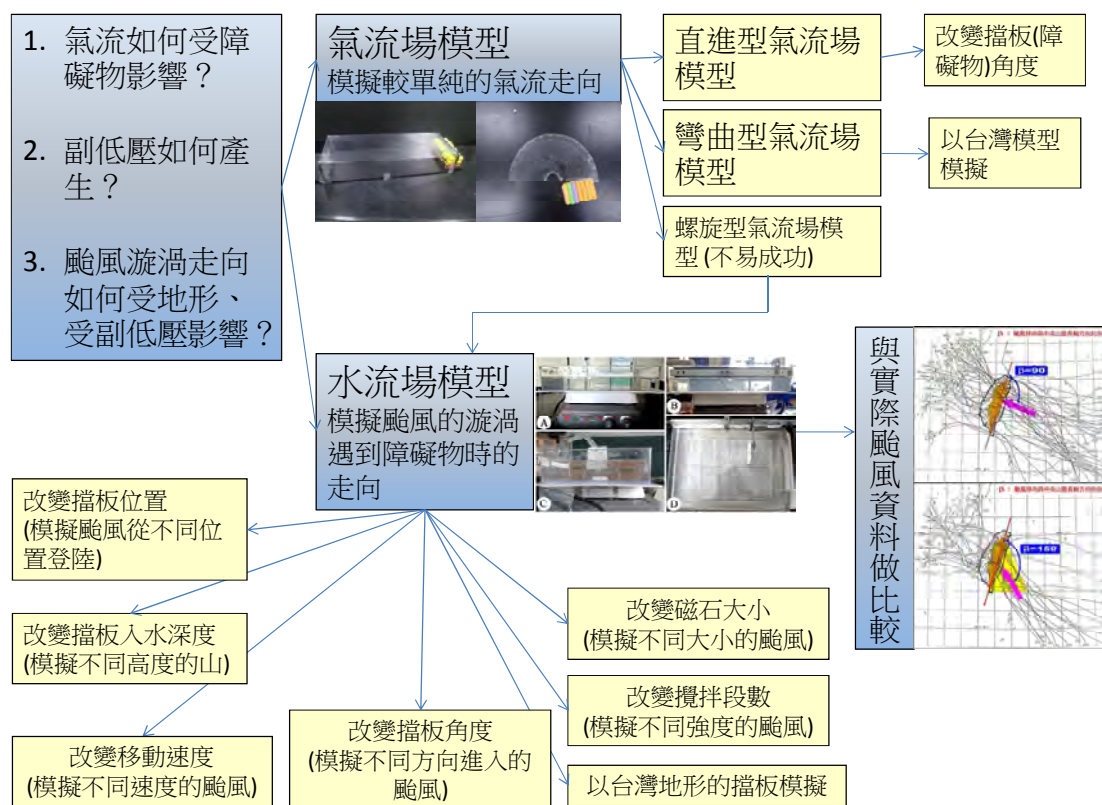 1. 氣流如何受障
礙物影響？
2. 副低壓如何產
生？
3. 颱風漩渦走向
如何受地形、
受副低壓影響？
氣流場模型
模擬較單純的氣流走向
直進型氣流場
模型
改變擋板(障
礙物)角度
彎曲型氣流場
模型
以台灣模型
模擬
螺旋型氣流場模
型 (不易成功)
水流場模型
模擬颱風的漩渦
遇到障礙物時的
走向
A
B
C
D
與實際颱風資料做比較
β=90
β=180
改變擋板位置
(模擬颱風從不同位
置登陸)
改變擋板入水深度
(模擬不同高度的山)
改變移動速度
(模擬不同速度的颱風)
改變擋板角度
(模擬不同方向進入的
颱風)
改變磁石大小
(模擬不同大小的颱風)
改變攪拌段數
(模擬不同強度的颱風)
以台灣地形的擋板模擬